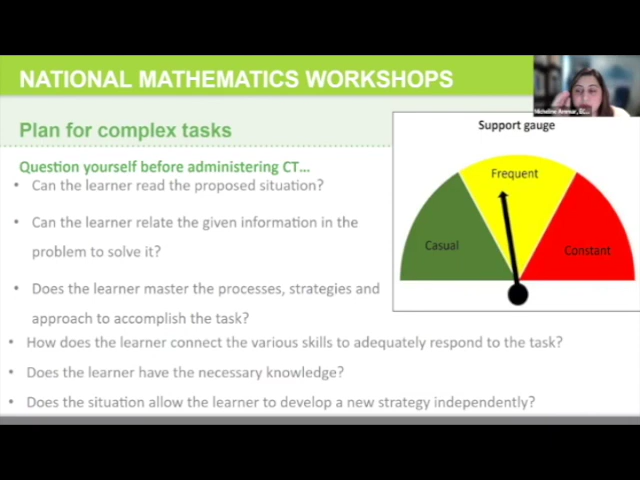 NATIONAL MATHEMATICS WORKSHOPS
Plan for complex tasks
Support gauge
Frequent
Casual
Constant
Question yourself before administering CT...
• Can the learner read the proposed situation?
• Can the learner relate the given information in the
problem to solve it?
• Does the learner master the processes, strategies and
approach to accomplish the task?
• How does the learner connect the various skills to adequately respond to the task?
• Does the learner have the necessary knowledge?
• Does the situation allow the learner to develop a new strategy independently?